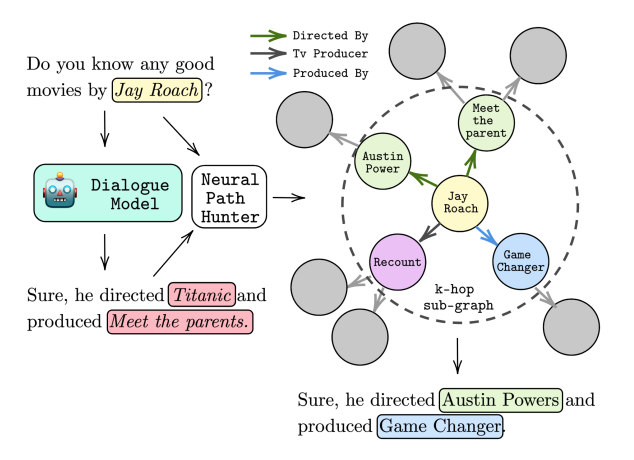 Do you know any good
movies by Jay Roach ?
Dialogue
Model
Neural
Path
Hunter
Sure, he directed Titanic and
produced Meet the parents.
Directed By
Tv Producer
Produced By
Meet
the
parent
Austin
Power
Jay
Roach
Recount
Game
Changer
k-hop
sub-graph
Sure, he directed Austin Powers and
produced Game Changer.